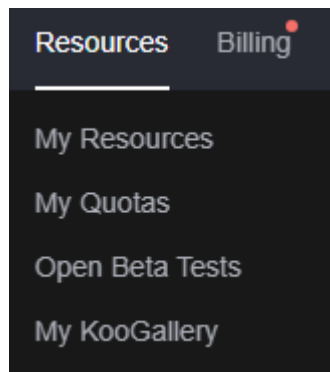 Resources Billing
My Resources
My Quotas
Open Beta Tests
My KooGallery